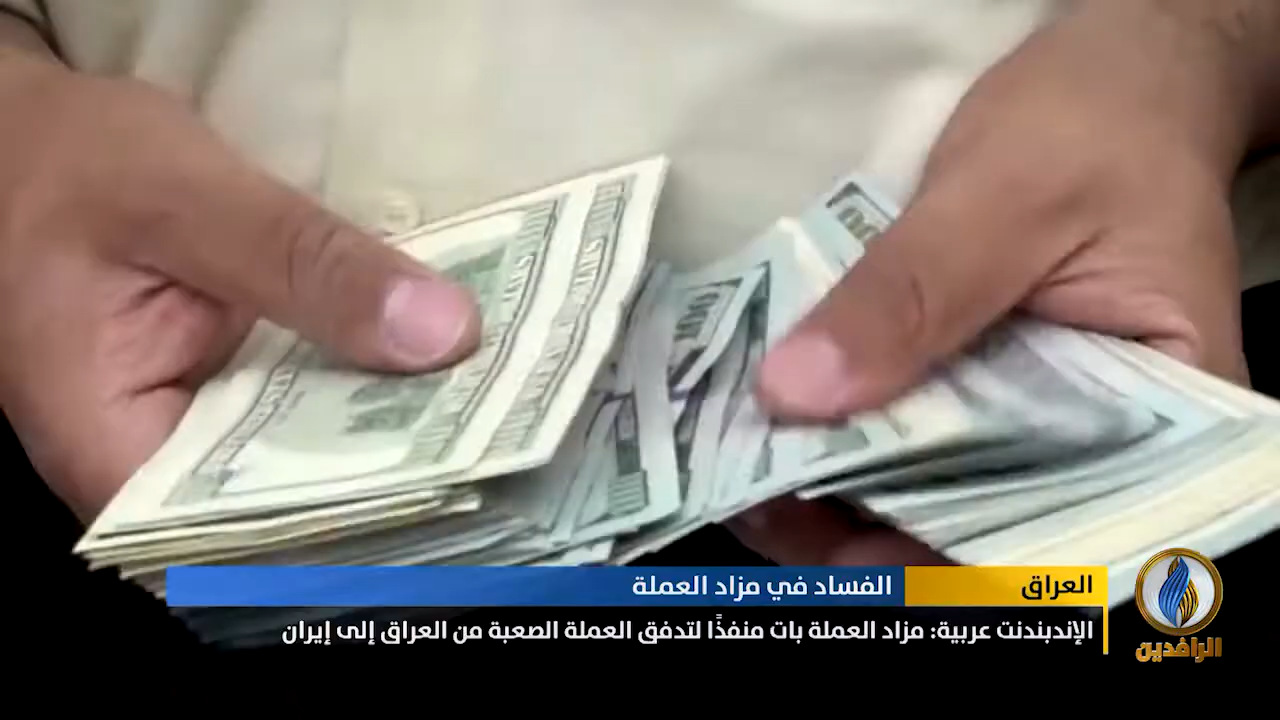 العراق
الفساد في مزاد العملة
الإندبندنت عربية: مزاد العملة بات منفذًا لتدفق العملة الصعبة من العراق إلى إيران
الرافدين